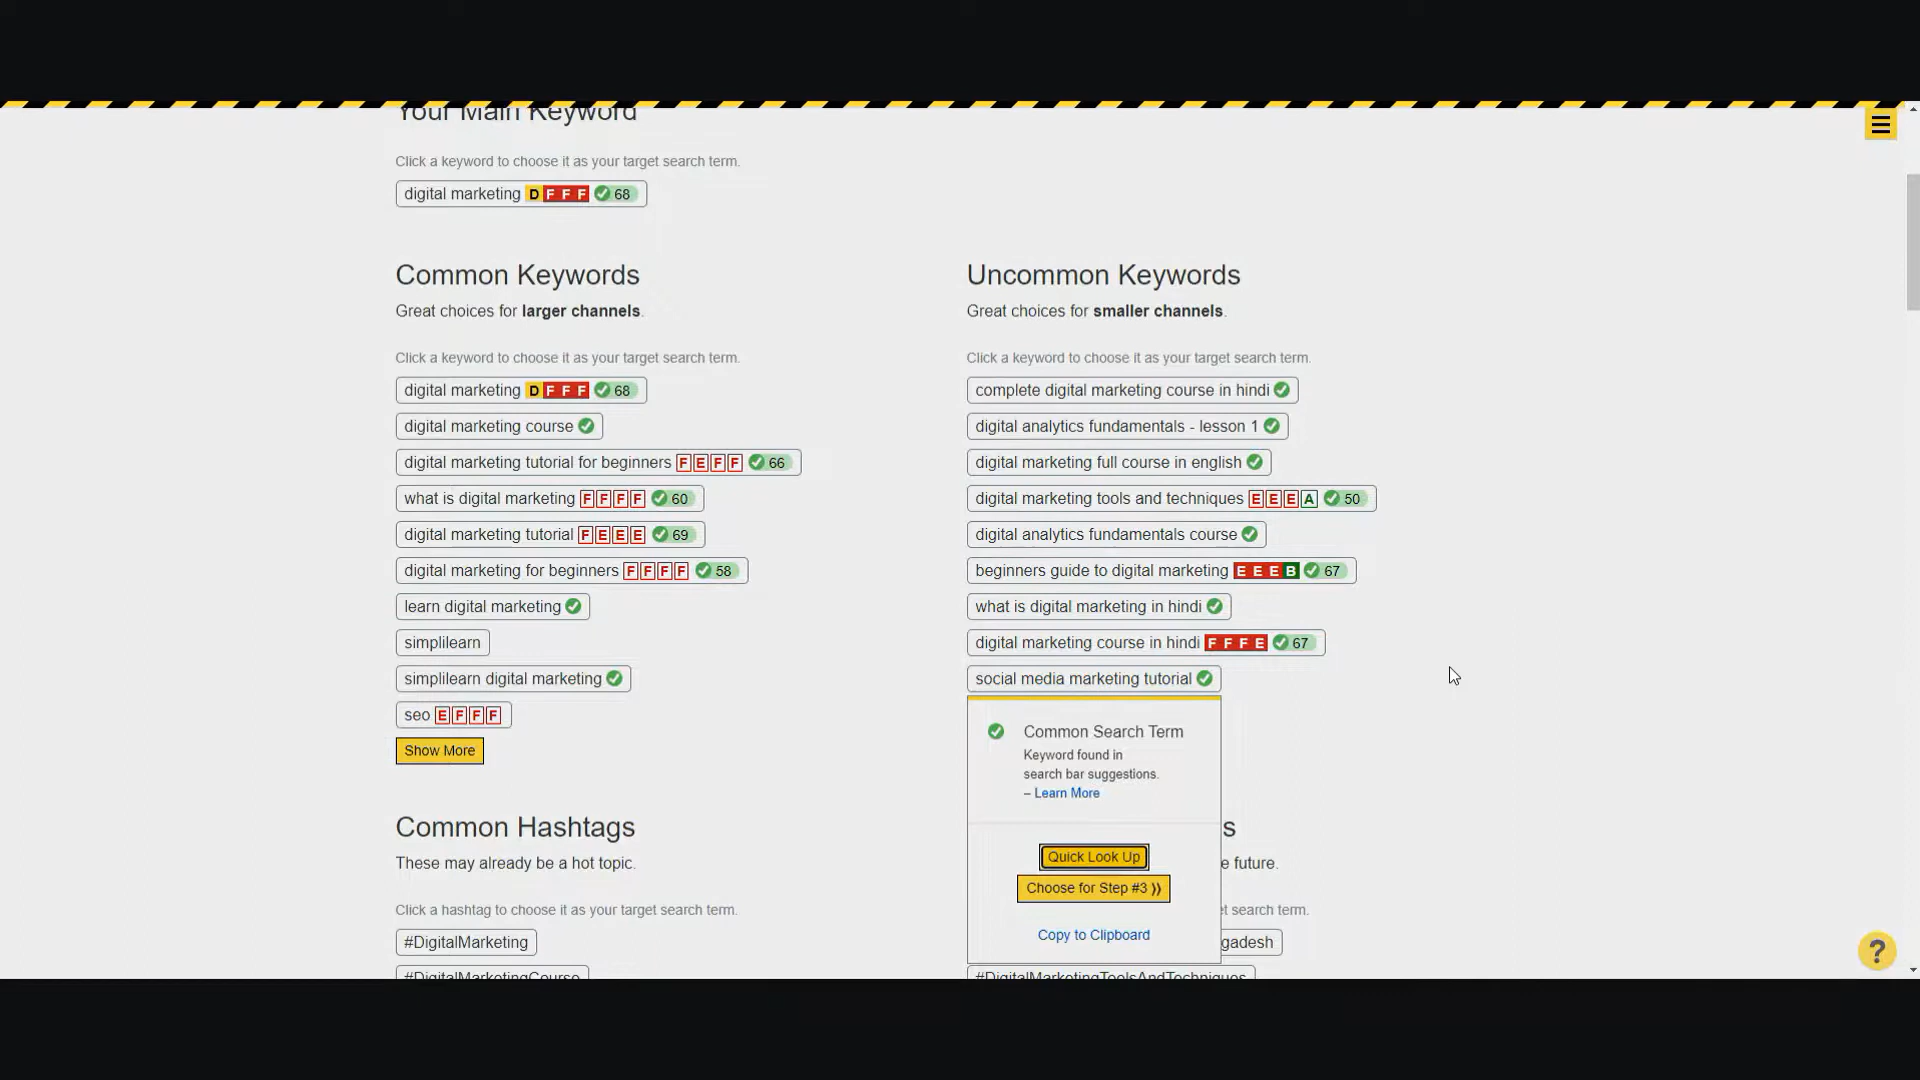 Your Main Keyword
Click a keyword to choose it as your target search term.
digital marketing D F F F 68
Common Keywords
Great choices for larger channels.
Click a keyword to choose it as your target search term.
digital marketing D F F F 68
digital marketing course
digital marketing tutorial for beginners F E F F 66
what is digital marketing F F F F 60
digital marketing tutorial F E E E 69
digital marketing for beginners F F F F 58
learn digital marketing
simplilearn
simplilearn digital marketing
seo E F F F
Show More
Uncommon Keywords
Great choices for smaller channels.
Click a keyword to choose it as your target search term.
complete digital marketing course in hindi
digital analytics fundamentals - lesson 1
digital marketing full course in english
digital marketing tools and techniques E E E A 50
digital analytics fundamentals course
beginners guide to digital marketing E E E B 67
what is digital marketing in hindi
digital marketing course in hindi F F F E 67
social media marketing tutorial
Common Search Term
Keyword found in
search bar suggestions.
– Learn More
Quick Look Up
Choose for Step #3 ⟩⟩
Copy to Clipboard
Common Hashtags
These may already be a hot topic.
Click a hashtag to choose it as your target search term.
#DigitalMarketing
#DigitalMarketingCourse
s
e future.
t search term.
gadesh
#DigitalMarketingToolsAndTechniques
?